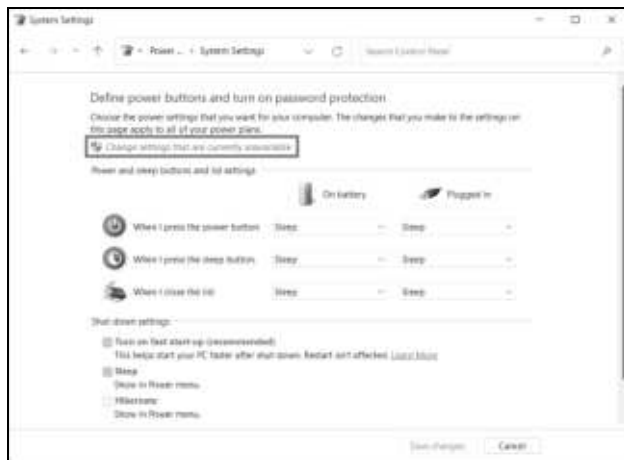 System Settings
Power ... System Settings
Search Control Panel
Define power buttons and turn on password protection
Choose the power settings that you want for your computer. The changes that you make to the settings on
this page apply to all of your power plans.
Change settings that are currently unavailable
Power and sleep buttons and lid settings
On battery Plugged in
When I press the power button: Sleep Sleep
When I press the sleep button: Sleep Sleep
When I close the lid: Sleep Sleep
Shut down settings
Turn on fast start-up (recommended)
This helps start your PC faster after shut down. Restart isn't affected. Learn More
Sleep
Show in Power menu.
Hibernate
Show in Power menu.
Save changes Cancel